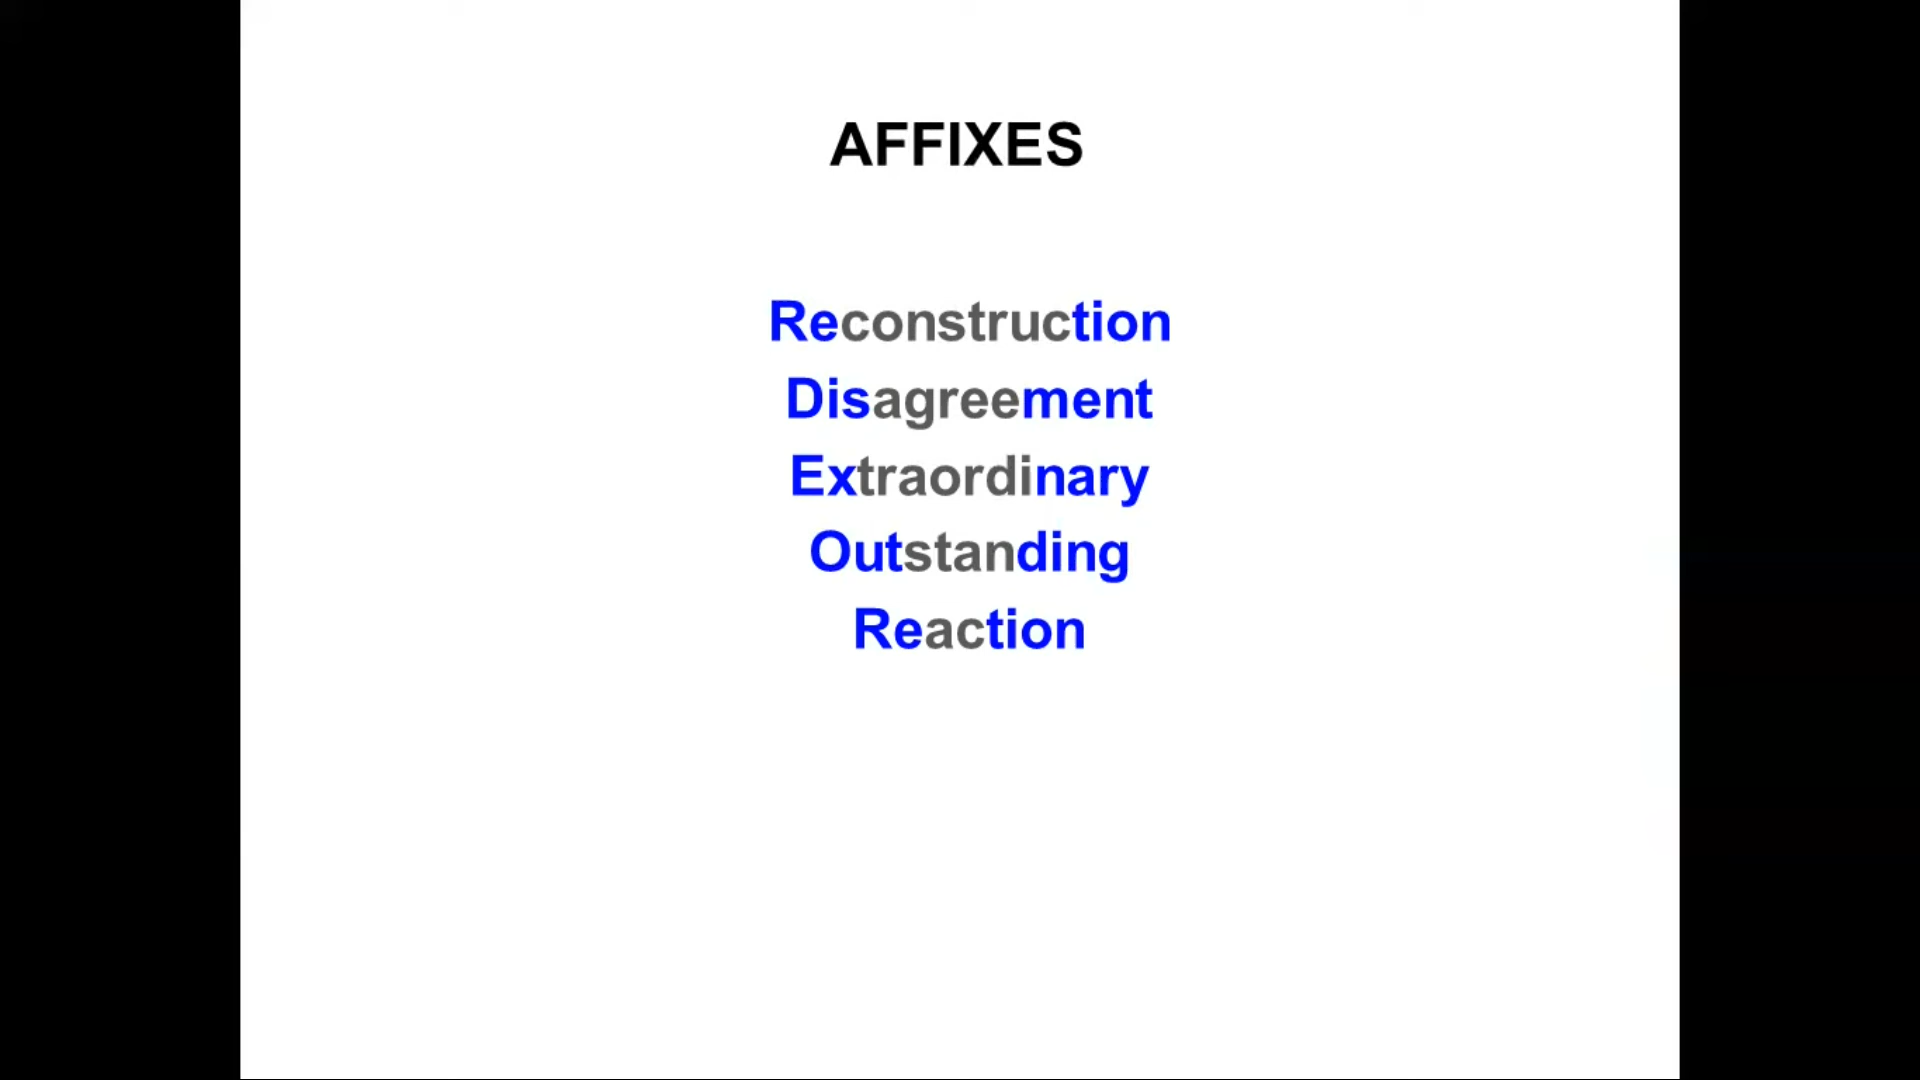 AFFIXES
Reconstruction
Disagreement
Extraordinary
Outstanding
Reaction